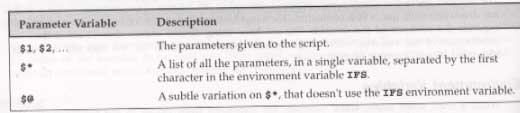 Parameter Variable Description
$1, $2, ... The parameters given to the script.
$* A list of all the parameters, in a single variable, separated by the first
character in the environment variable IFS.
$@ A subtle variation on $*, that doesn't use the IFS environment variable.